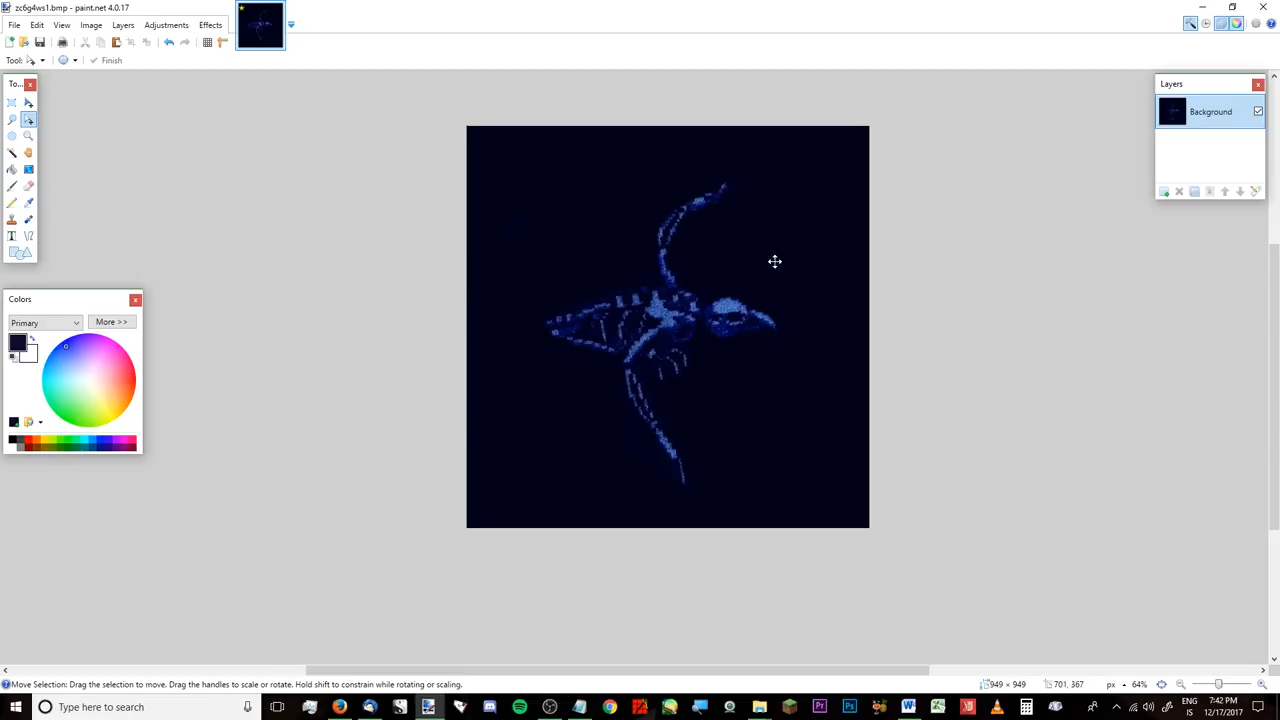 zc6g4ws1.bmp - paint.net 4.0.17
File Edit View Image Layers Adjustments Effects
Tool: Finish
To...
Layers
Background
Colors
Primary
More >>
Move Selection: Drag the selection to move. Drag the handles to scale or rotate. Hold shift to constrain while rotating or scaling.
949 × 949
701, 367
px
64%
Type here to search
ENG
IS
7:42 PM
12/17/2017